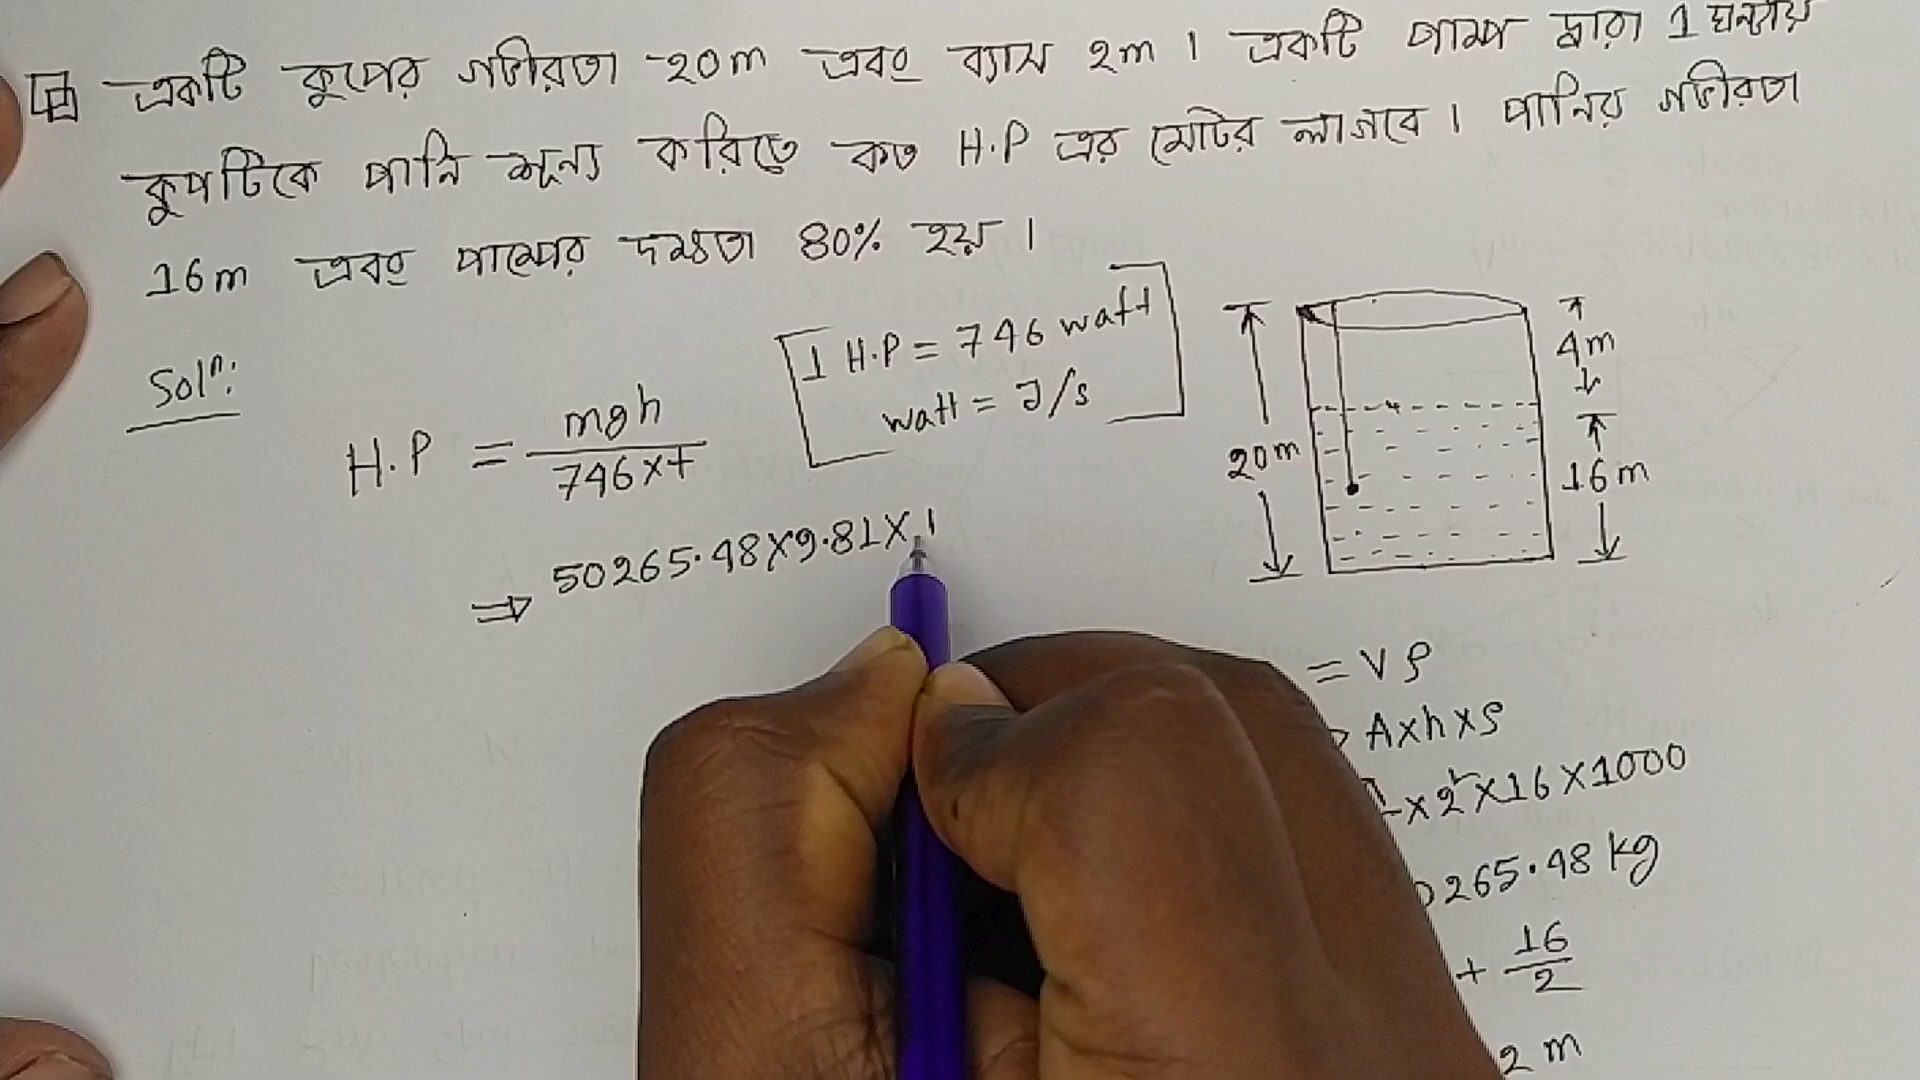 একটি কুপের গভীরতা 20m এবং ব্যাস 2m । একটি পাম্প দ্বারা 1 ঘন্টায়
কুপটিকে পানি শূন্য করিতে কত H.P এর মোটর লাগবে । পানির গভীরতা
16m এবং পাম্পের দক্ষতা 80% হয় ।
Solⁿ:
H.P = mgh / 746×t
1 H.P = 746 watt
watt = J/s
⇒ 50265.48×9.81×1
4m
20m
16m
= Vρ
A×h×ρ
×2²×16×1000
265.48 kg
+ 16/2
2 m